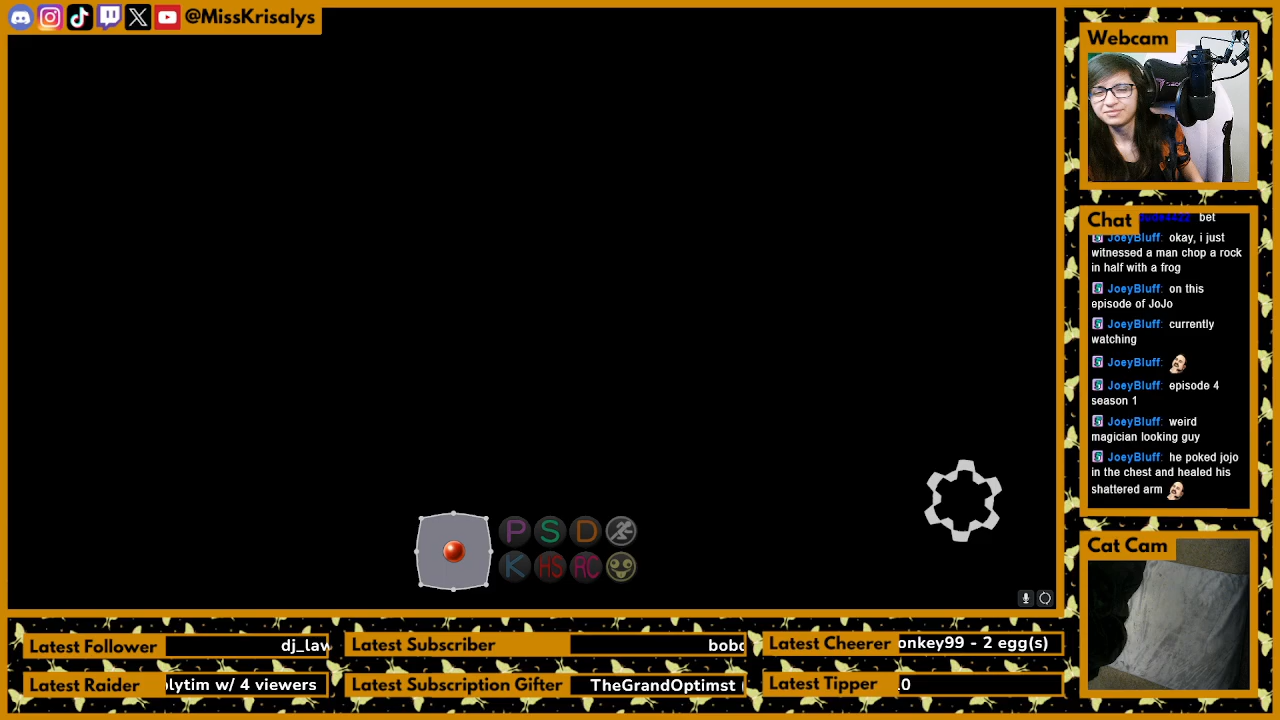 @MissKrisalys
Webcam
Chat
bet
JoeyBluff: okay, i just
witnessed a man chop a rock
in half with a frog
JoeyBluff: on this
episode of JoJo
JoeyBluff: currently
watching
JoeyBluff:
JoeyBluff: episode 4
season 1
JoeyBluff: weird
magician looking guy
JoeyBluff: he poked jojo
in the chest and healed his
shattered arm
P S D
K HS RC
Cat Cam
Latest Follower dj_law
Latest Subscriber bobo
Latest Cheerer onkey99 - 2 egg(s)
Latest Raider lytim w/ 4 viewers
Latest Subscription Gifter TheGrandOptimst
Latest Tipper .0